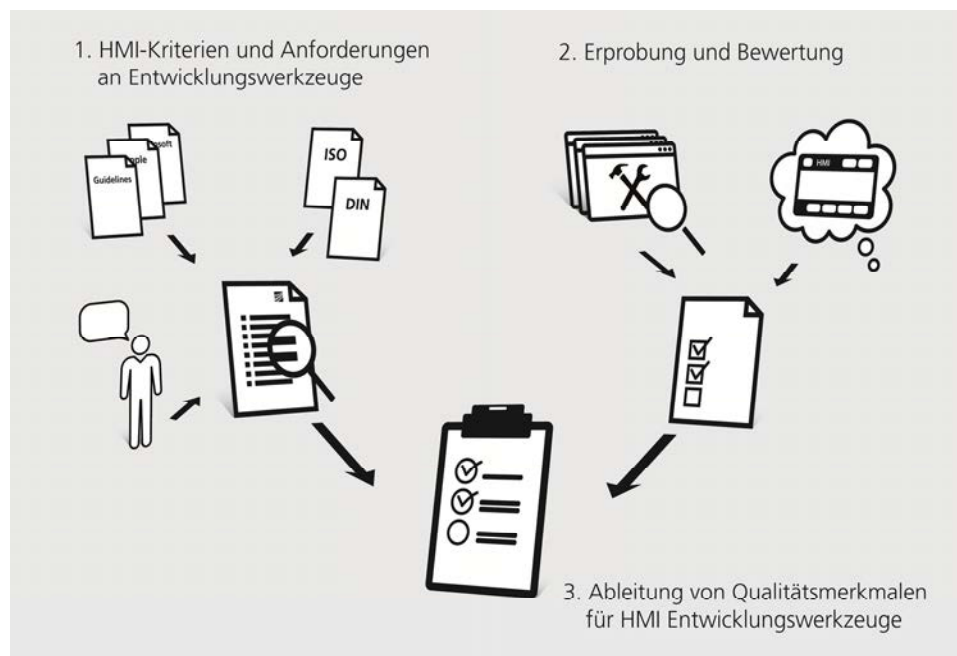 1. HMI-Kriterien und Anforderungen
an Entwicklungswerkzeuge
2. Erprobung und Bewertung
Guidelines
ISO
DIN
HMI
3. Ableitung von Qualitätsmerkmalen
für HMI Entwicklungswerkzeuge